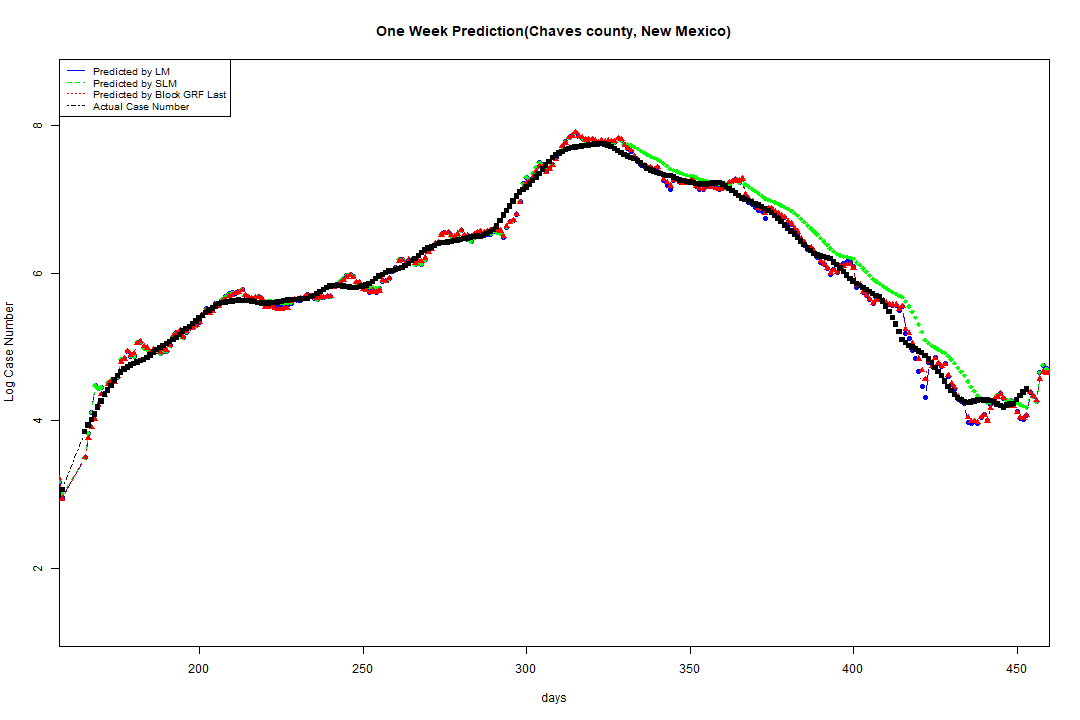 One Week Prediction(Chaves county, New Mexico)
Predicted by LM
Predicted by SLM
Predicted by Block GRF Last
Actual Case Number
8
6
4
2
Log Case Number
200 250 300 350 400 450
days